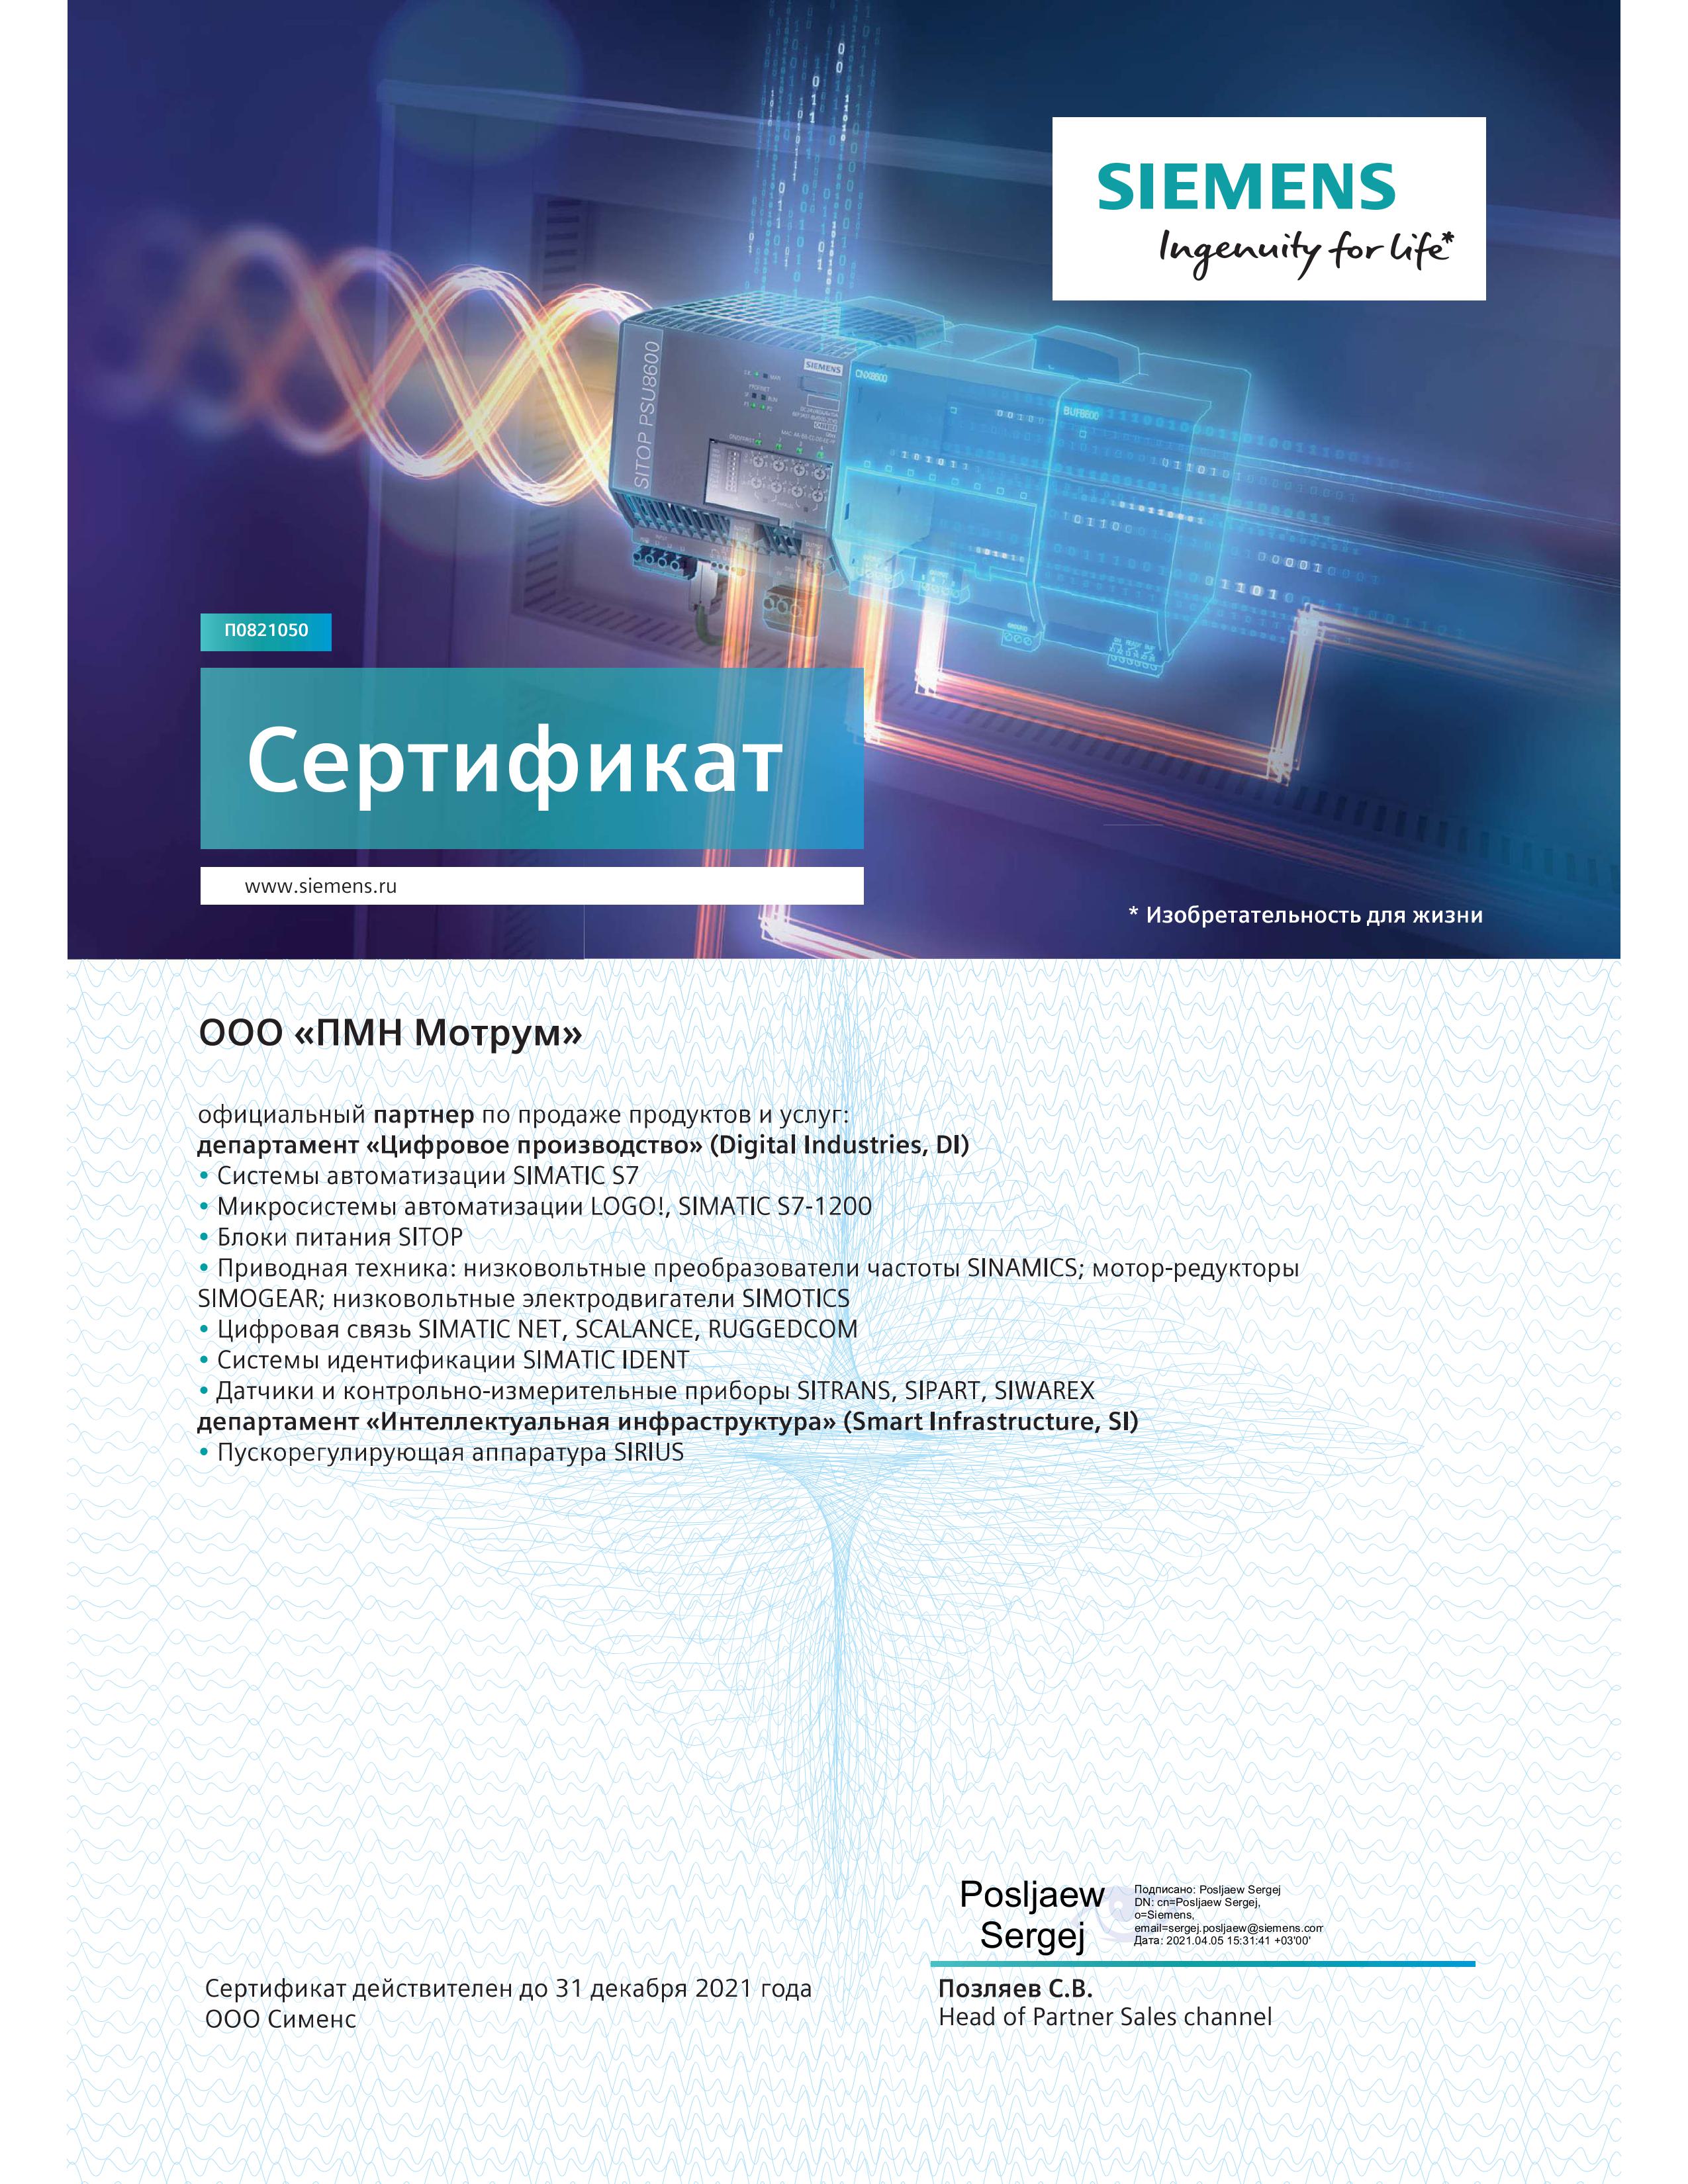 SIEMENS
Ingenuity for life*
SITOP PSU8600
SIEMENS
CNX8600
BUF8600
П0821050
Сертификат
www.siemens.ru
* Изобретательность для жизни
ООО «ПМН Мотрум»
официальный партнер по продаже продуктов и услуг:
департамент «Цифровое производство» (Digital Industries, DI)
• Системы автоматизации SIMATIC S7
• Микросистемы автоматизации LOGO!, SIMATIC S7-1200
• Блоки питания SITOP
• Приводная техника: низковольтные преобразователи частоты SINAMICS; мотор-редукторы
SIMOGEAR; низковольтные электродвигатели SIMOTICS
• Цифровая связь SIMATIC NET, SCALANCE, RUGGEDCOM
• Системы идентификации SIMATIC IDENT
• Датчики и контрольно-измерительные приборы SITRANS, SIPART, SIWAREX
департамент «Интеллектуальная инфраструктура» (Smart Infrastructure, SI)
• Пускорегулирующая аппаратура SIRIUS
Posljaew
Sergej
Подписано: Posljaew Sergej
DN: cn=Posljaew Sergej,
o=Siemens,
email=sergej.posljaew@siemens.com
Дата: 2021.04.05 15:31:41 +03'00'
Сертификат действителен до 31 декабря 2021 года
ООО Сименс
Позляев С.В.
Head of Partner Sales channel